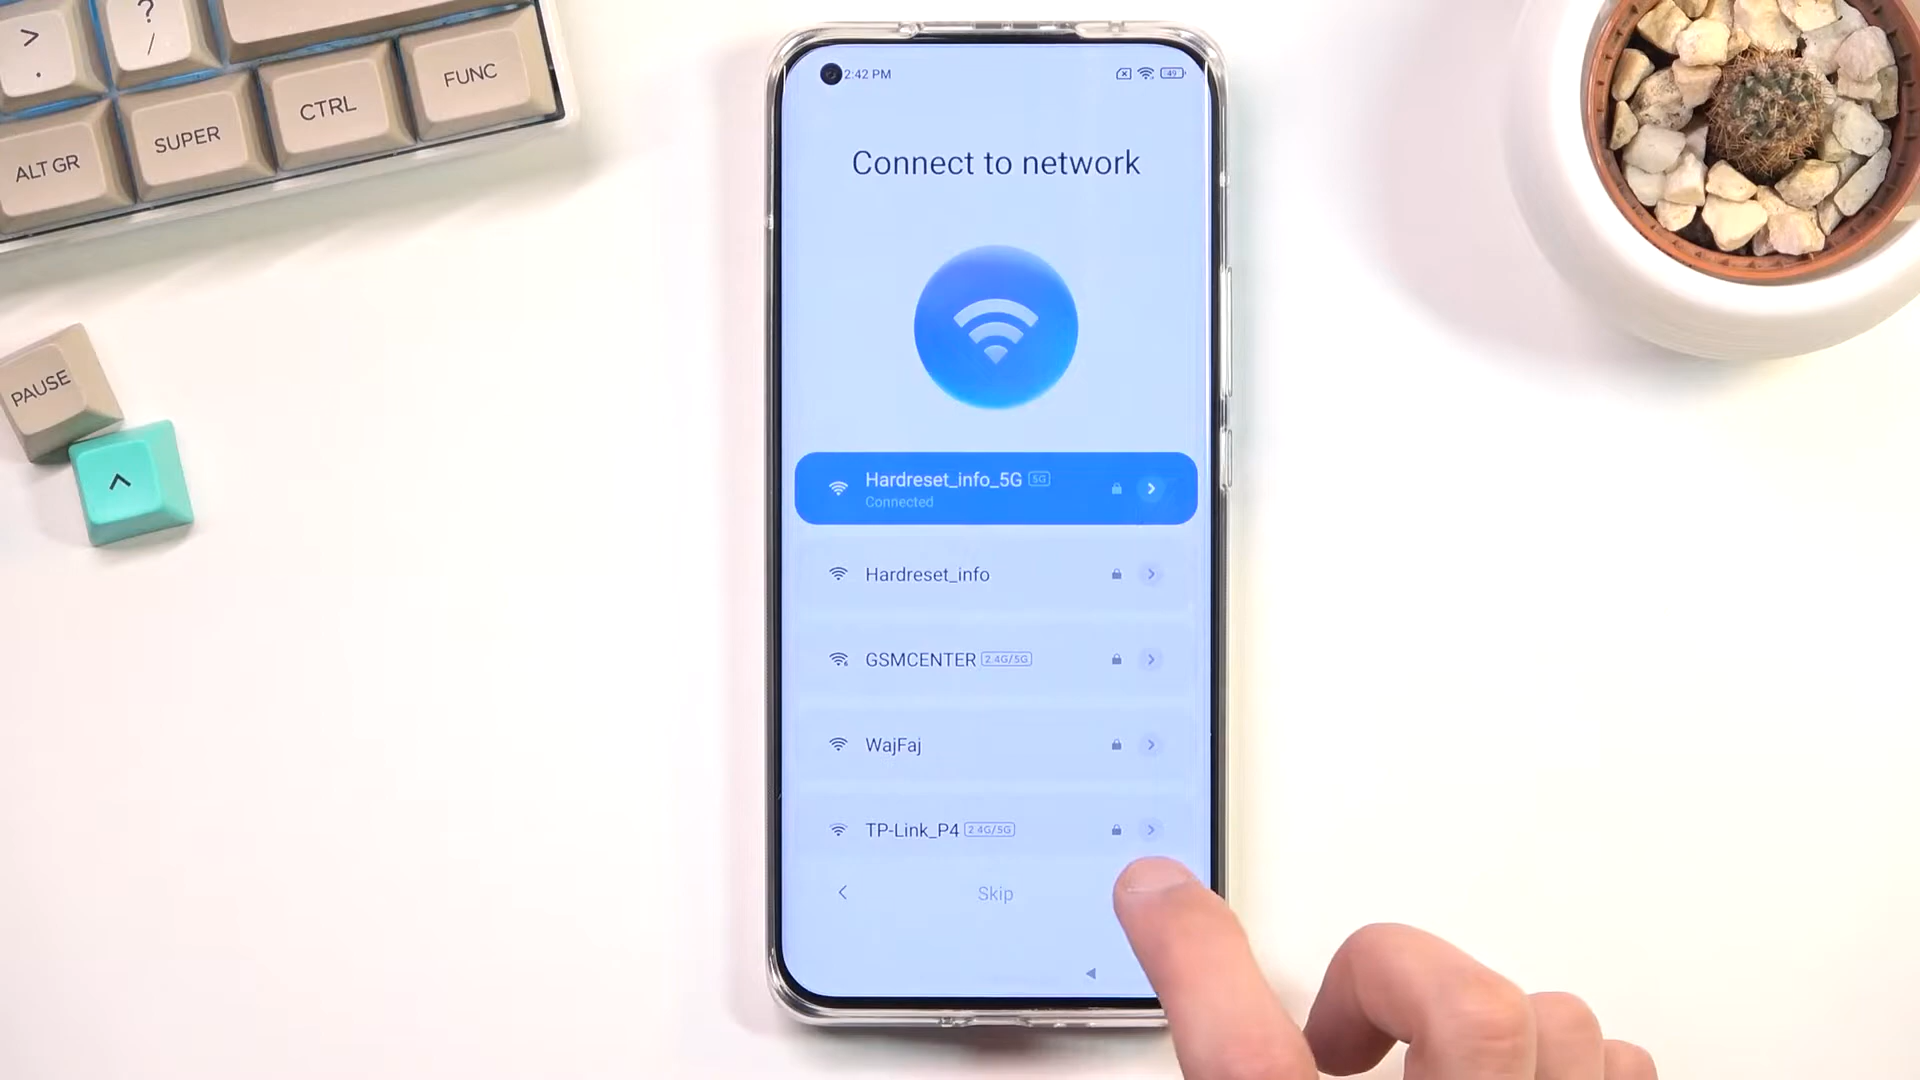 > ?
. /
ALT GR SUPER CTRL FUNC
PAUSE
^
2:42 PM 49
Connect to network
Hardreset_info_5G 5G
Connected
Hardreset_info
GSMCENTER 2.4G/5G
WajFaj
TP-Link_P4 2.4G/5G
Skip